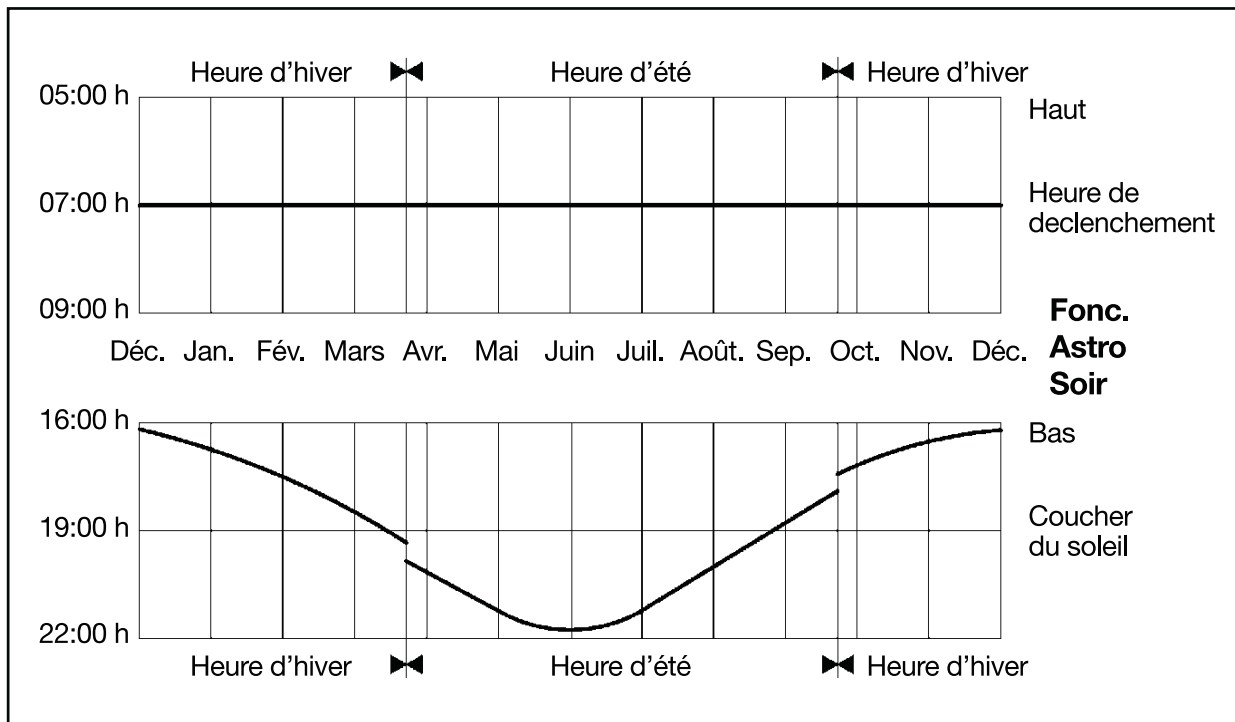 Heure d'hiver Heure d'été Heure d'hiver
05:00 h
Haut
07:00 h
Heure de
declenchement
09:00 h
Déc. Jan. Fév. Mars Avr. Mai Juin Juil. Août. Sep. Oct. Nov. Déc.
Fonc.
Astro
Soir
16:00 h
Bas
19:00 h
Coucher
du soleil
22:00 h
Heure d'hiver Heure d'été Heure d'hiver